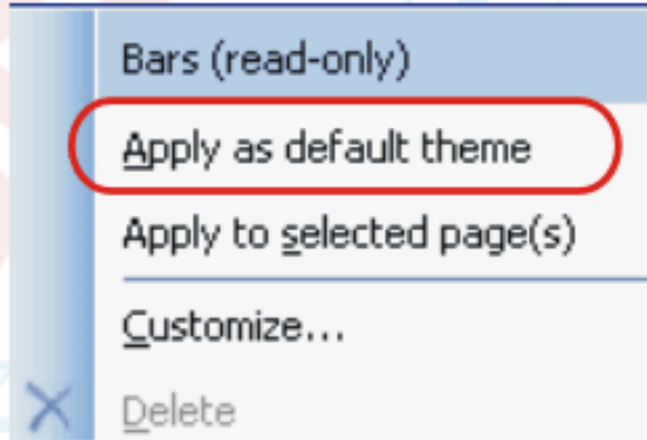 Bars (read-only)
Apply as default theme
Apply to selected page(s)
Customize...
Delete